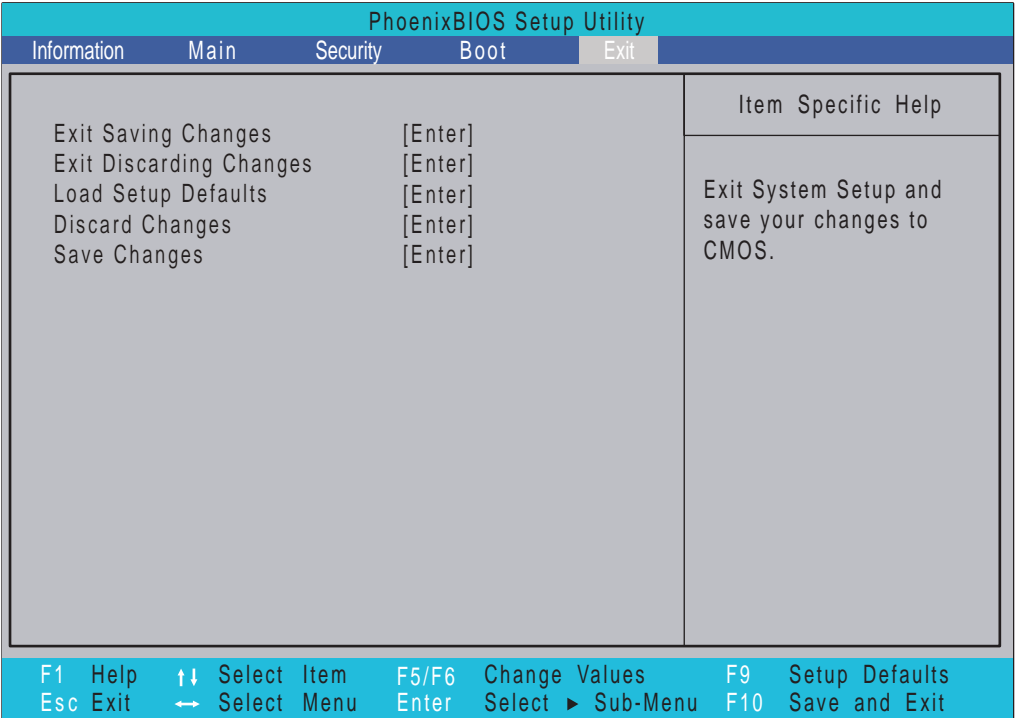 PhoenixBIOS Setup Utility
Information Main Security Boot Exit
Item Specific Help
Exit Saving Changes [Enter]
Exit Discarding Changes [Enter]
Load Setup Defaults [Enter]
Discard Changes [Enter]
Save Changes [Enter]
Exit System Setup and
save your changes to
CMOS.
F1 Help ↑↓ Select Item F5/F6 Change Values F9 Setup Defaults
Esc Exit ↔ Select Menu Enter Select ► Sub-Menu F10 Save and Exit